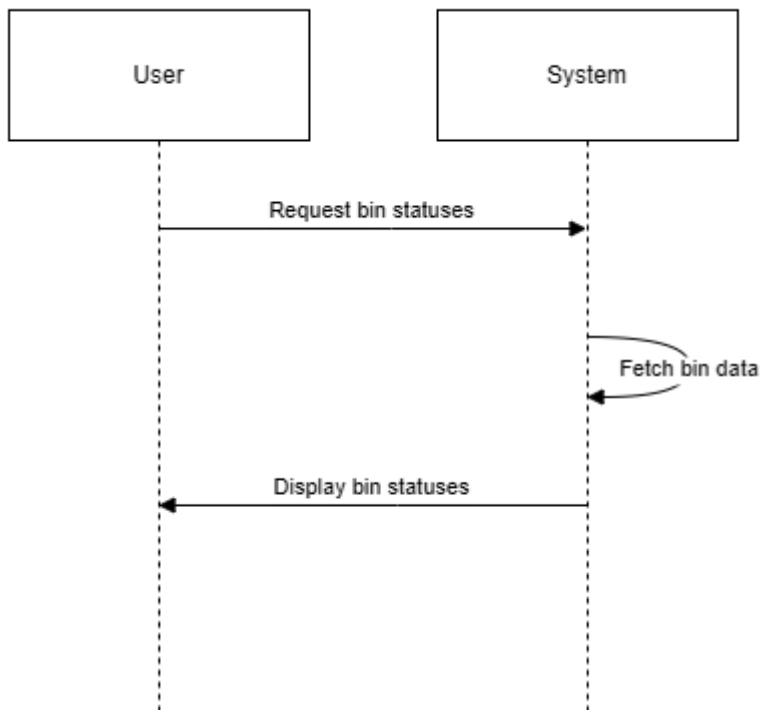 User
System
Request bin statuses
Fetch bin data
Display bin statuses